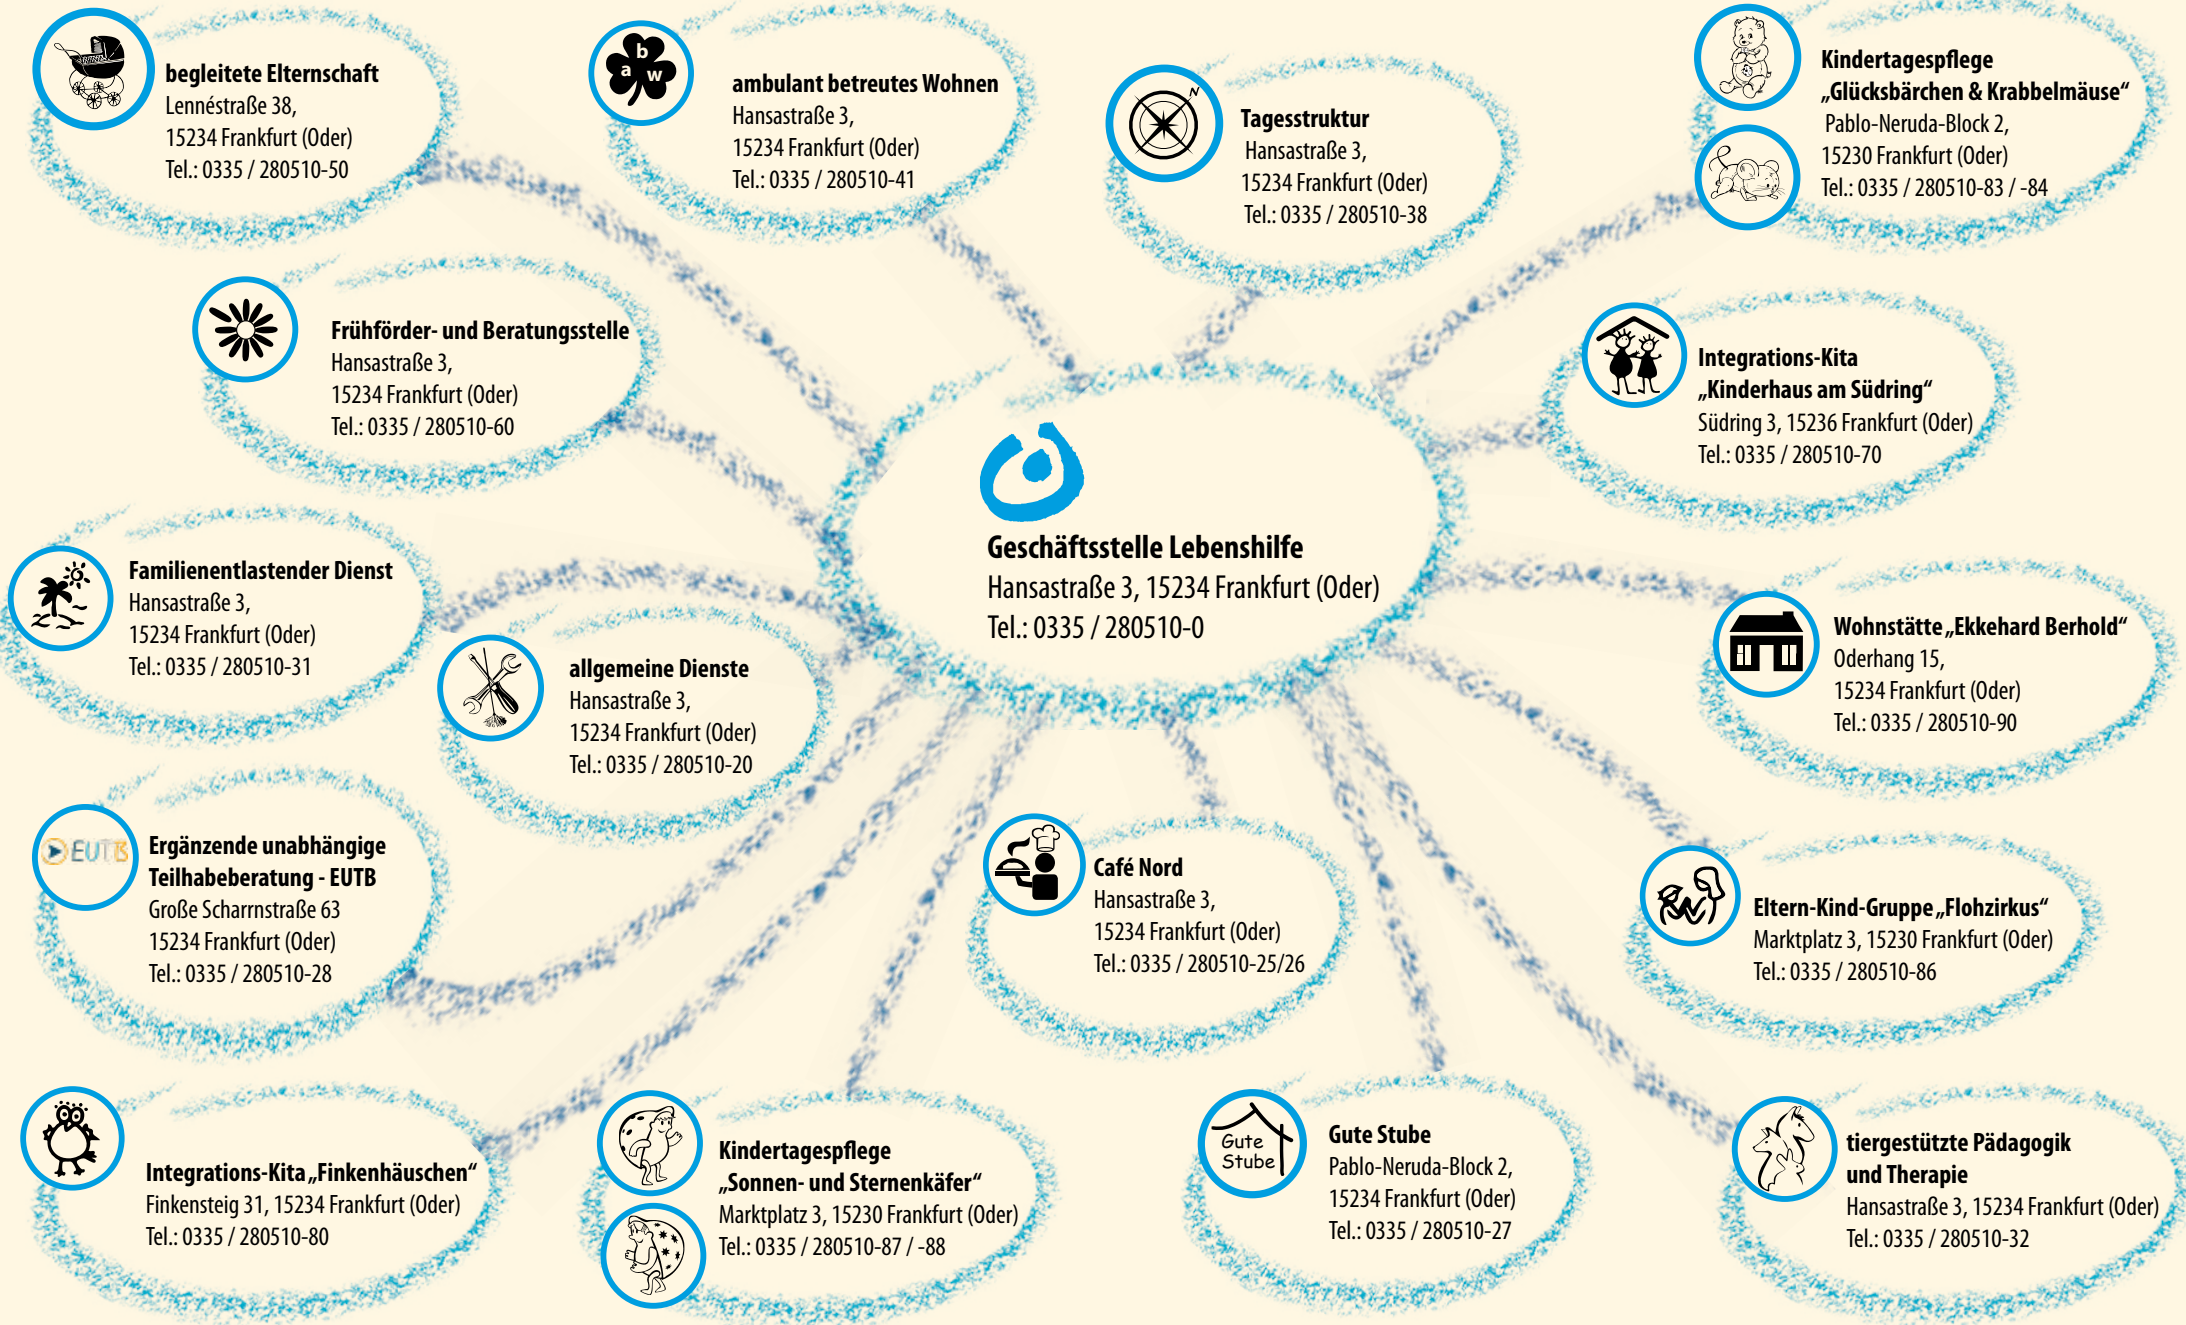 begleitete Elternschaft
Lennéstraße 38,
15234 Frankfurt (Oder)
Tel.: 0335 / 280510-50
b
a w
ambulant betreutes Wohnen
Hansastraße 3,
15234 Frankfurt (Oder)
Tel.: 0335 / 280510-41
N
Tagesstruktur
Hansastraße 3,
15234 Frankfurt (Oder)
Tel.: 0335 / 280510-38
Kindertagespflege
„Glücksbärchen & Krabbelmäuse“
Pablo-Neruda-Block 2,
15230 Frankfurt (Oder)
Tel.: 0335 / 280510-83 / -84
Frühförder- und Beratungsstelle
Hansastraße 3,
15234 Frankfurt (Oder)
Tel.: 0335 / 280510-60
Integrations-Kita
„Kinderhaus am Südring“
Südring 3, 15236 Frankfurt (Oder)
Tel.: 0335 / 280510-70
Geschäftsstelle Lebenshilfe
Hansastraße 3, 15234 Frankfurt (Oder)
Tel.: 0335 / 280510-0
Familienentlastender Dienst
Hansastraße 3,
15234 Frankfurt (Oder)
Tel.: 0335 / 280510-31
allgemeine Dienste
Hansastraße 3,
15234 Frankfurt (Oder)
Tel.: 0335 / 280510-20
Wohnstätte „Ekkehard Berhold“
Oderhang 15,
15234 Frankfurt (Oder)
Tel.: 0335 / 280510-90
EUTB
Ergänzende unabhängige
Teilhabeberatung - EUTB
Große Scharrnstraße 63
15234 Frankfurt (Oder)
Tel.: 0335 / 280510-28
Café Nord
Hansastraße 3,
15234 Frankfurt (Oder)
Tel.: 0335 / 280510-25/26
Eltern-Kind-Gruppe „Flohzirkus“
Marktplatz 3, 15230 Frankfurt (Oder)
Tel.: 0335 / 280510-86
Integrations-Kita „Finkenhäuschen“
Finkensteig 31, 15234 Frankfurt (Oder)
Tel.: 0335 / 280510-80
Kindertagespflege
„Sonnen- und Sternenkäfer“
Marktplatz 3, 15230 Frankfurt (Oder)
Tel.: 0335 / 280510-87 / -88
Gute
Stube
Gute Stube
Pablo-Neruda-Block 2,
15234 Frankfurt (Oder)
Tel.: 0335 / 280510-27
tiergestützte Pädagogik
und Therapie
Hansastraße 3, 15234 Frankfurt (Oder)
Tel.: 0335 / 280510-32